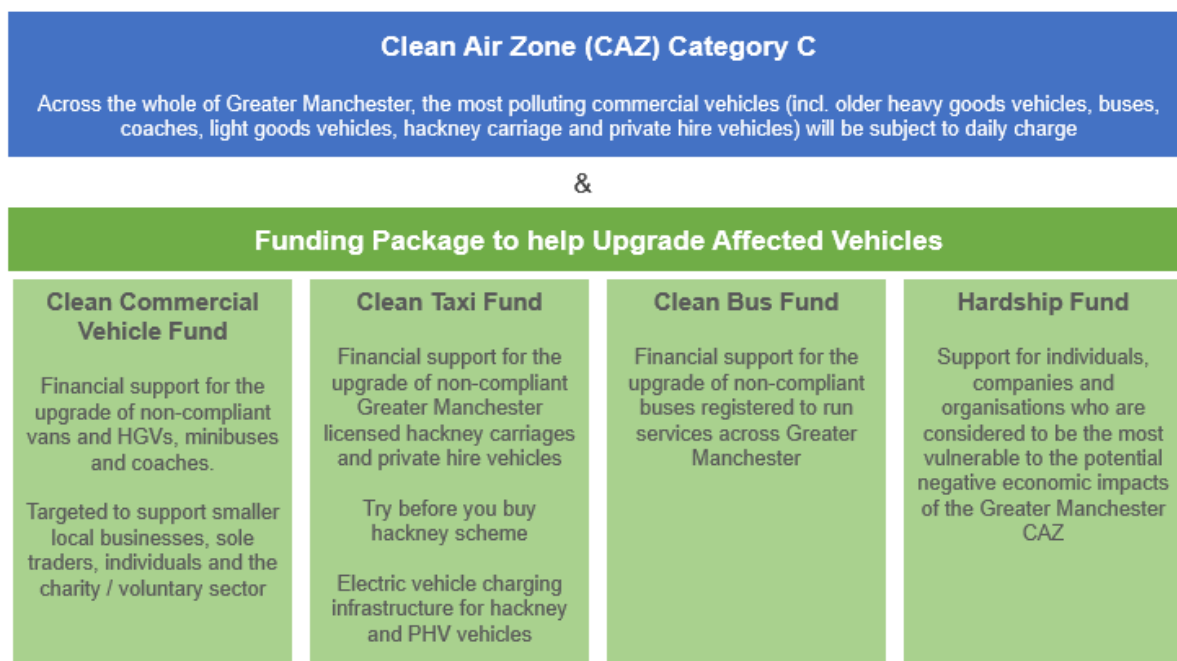 Clean Air Zone (CAZ) Category C
Across the whole of Greater Manchester, the most polluting commercial vehicles (incl. older heavy goods vehicles, buses,
coaches, light goods vehicles, hackney carriage and private hire vehicles) will be subject to daily charge
&
Funding Package to help Upgrade Affected Vehicles
Clean Commercial
Vehicle Fund
Financial support for the
upgrade of non-compliant
vans and HGVs, minibuses
and coaches.
Targeted to support smaller
local businesses, sole
traders, individuals and the
charity / voluntary sector
Clean Taxi Fund
Financial support for the
upgrade of non-compliant
Greater Manchester
licensed hackney carriages
and private hire vehicles
Try before you buy
hackney scheme
Electric vehicle charging
infrastructure for hackney
and PHV vehicles
Clean Bus Fund
Financial support for the
upgrade of non-compliant
buses registered to run
services across Greater
Manchester
Hardship Fund
Support for individuals,
companies and
organisations who are
considered to be the most
vulnerable to the potential
negative economic impacts
of the Greater Manchester
CAZ